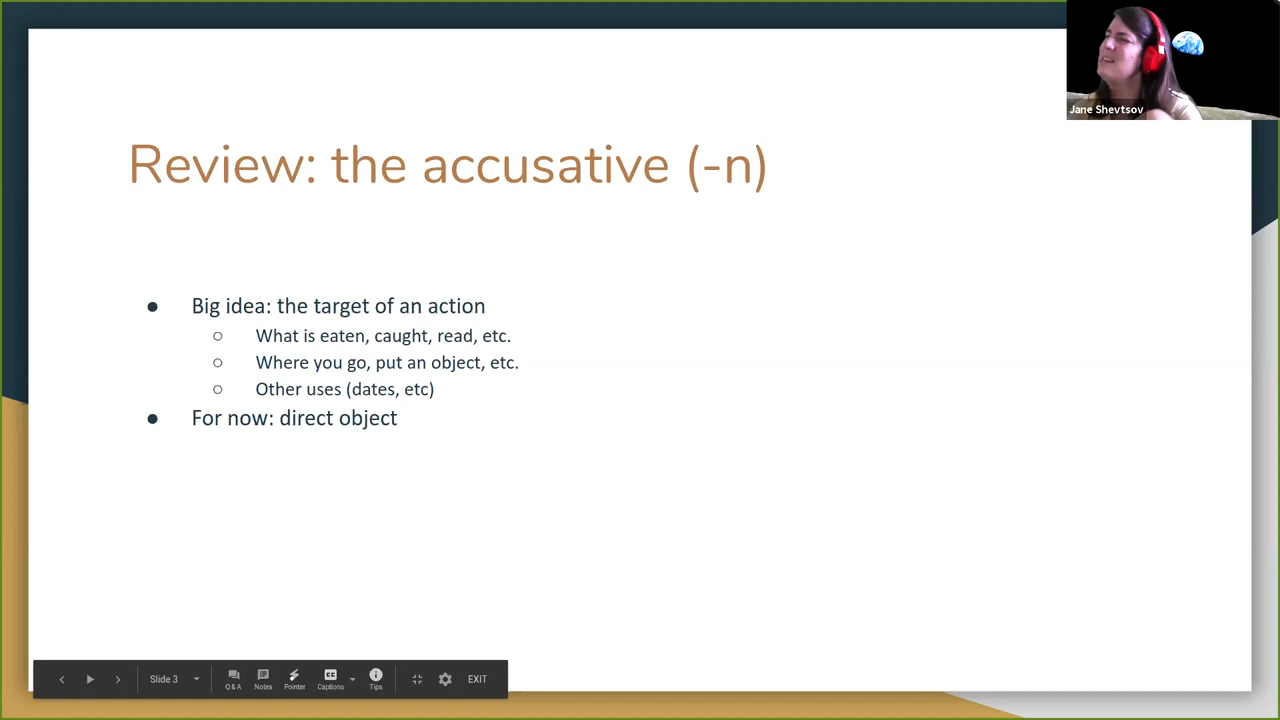 Jane Shevtsov
Review: the accusative (-n)
● Big idea: the target of an action
○ What is eaten, caught, read, etc.
○ Where you go, put an object, etc.
○ Other uses (dates, etc)
● For now: direct object
Slide 3
Q & A Notes Pointer CC Captions Tips EXIT